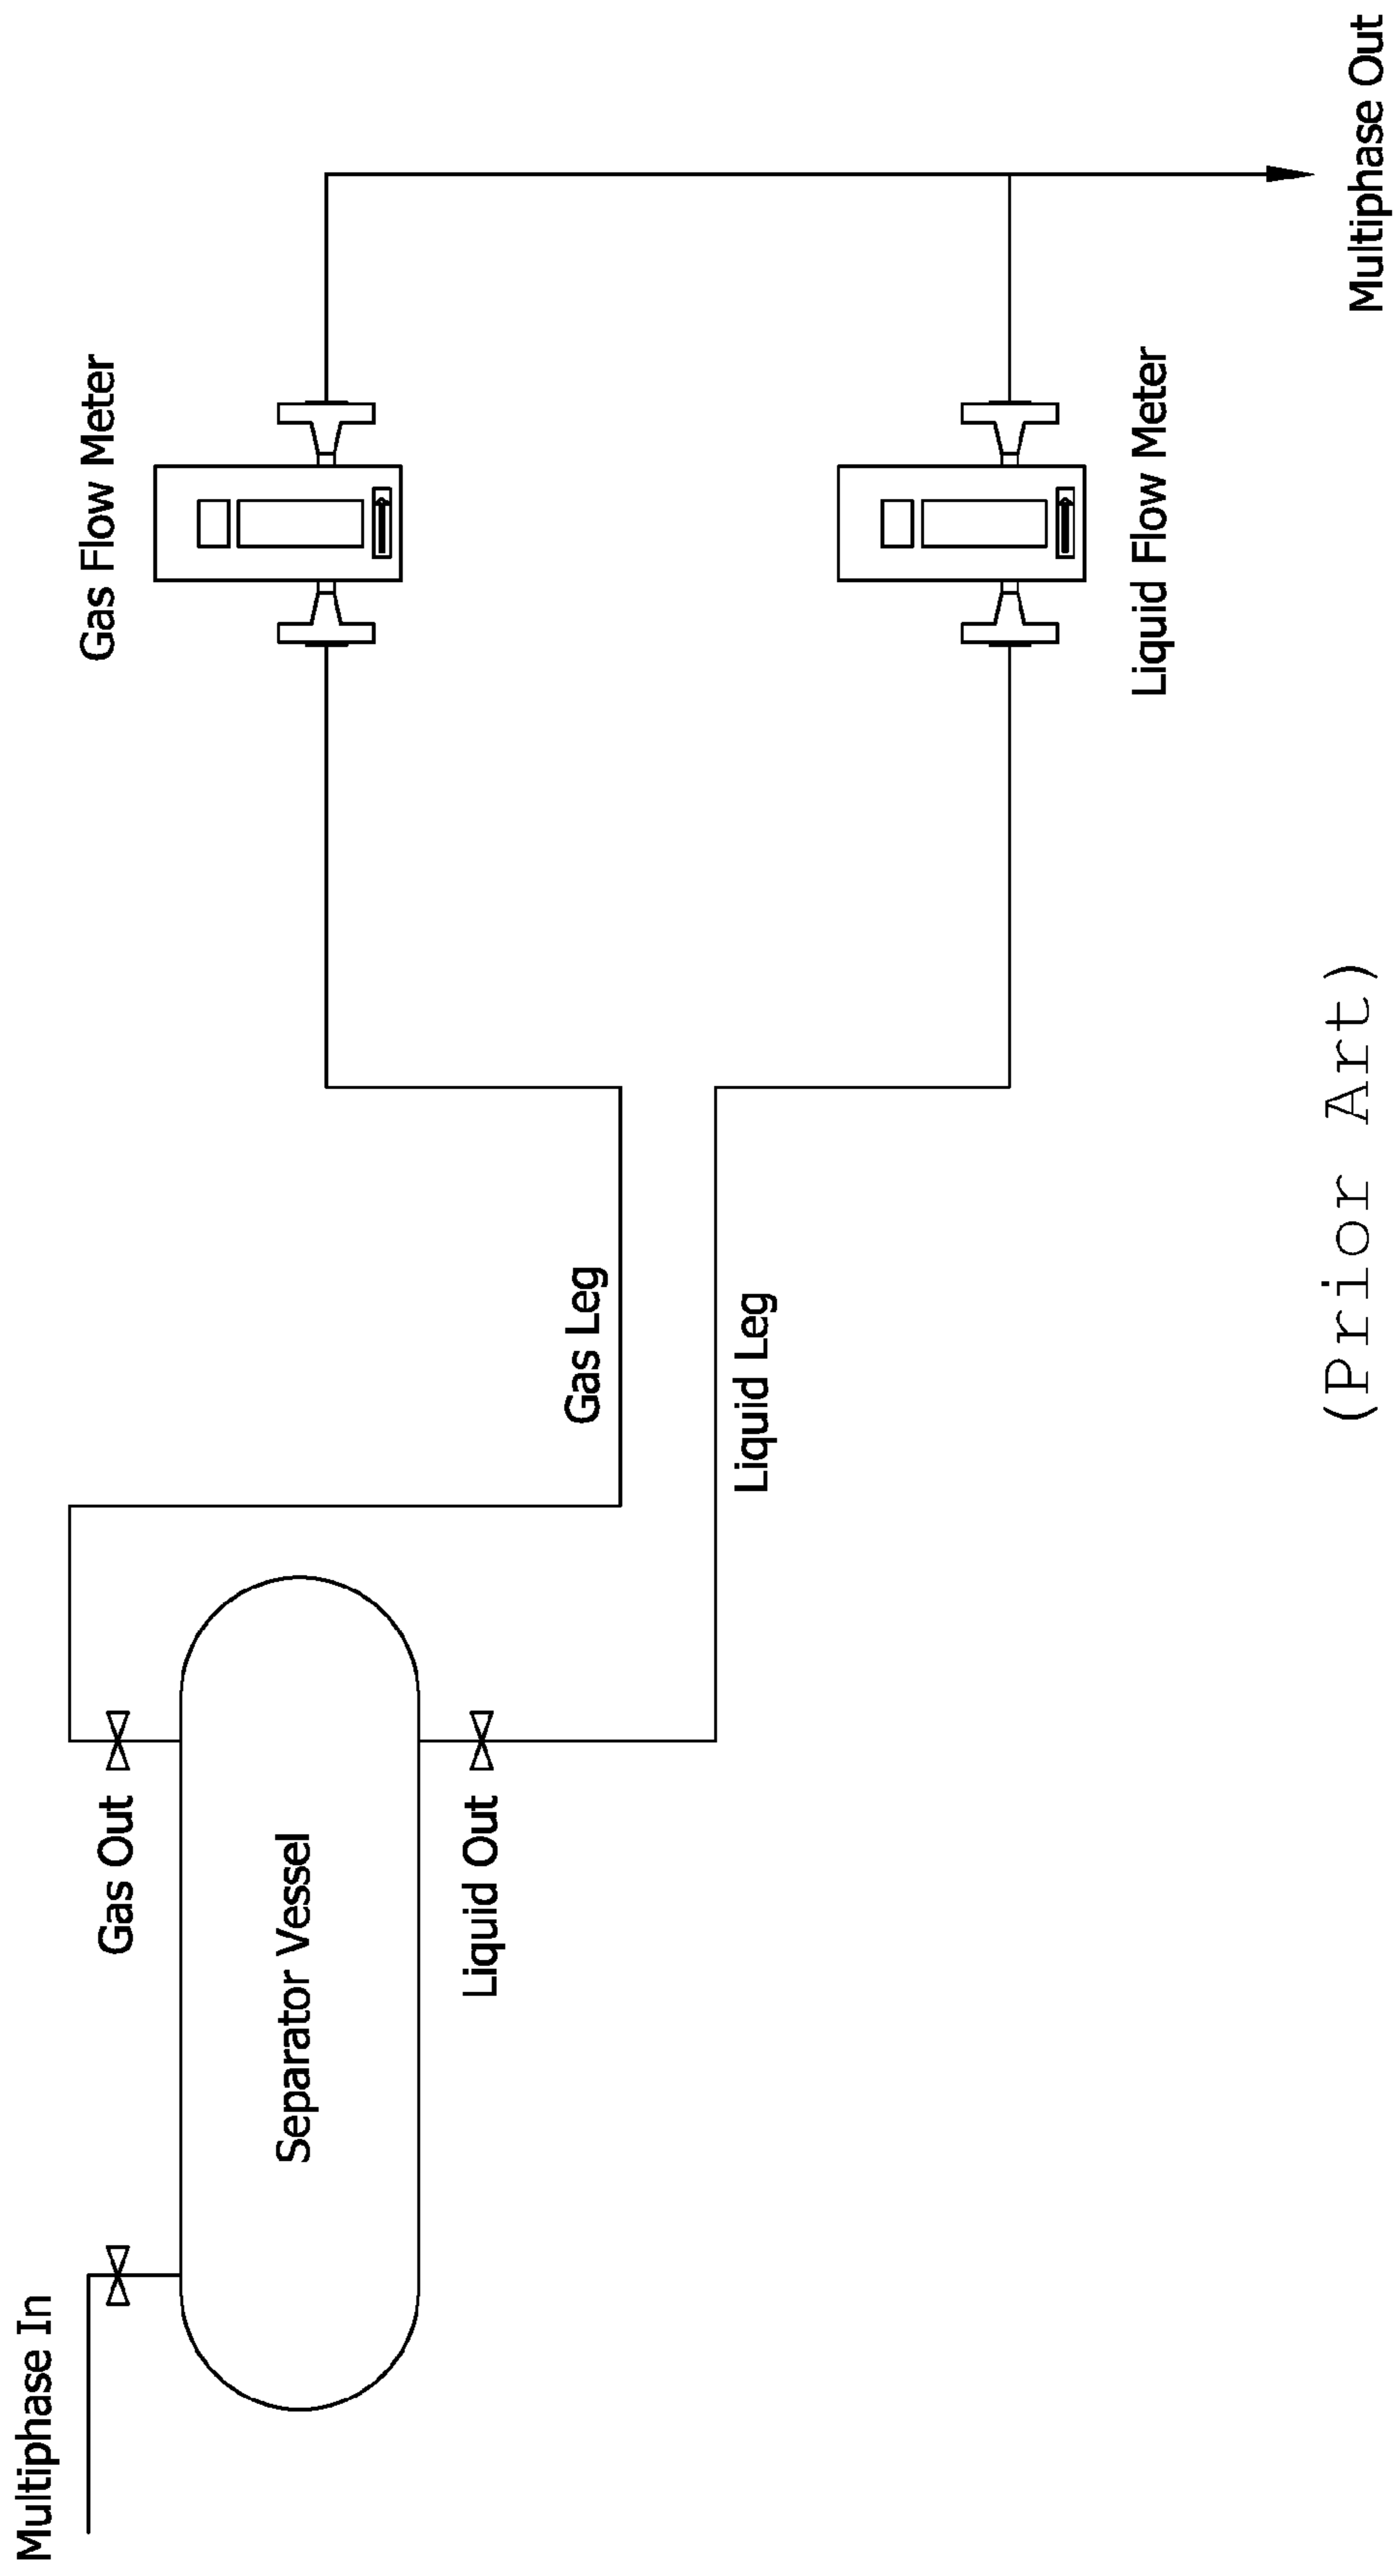 Multiphase In
Gas Out
Separator Vessel
Liquid Out
Gas Leg
Liquid Leg
Gas Flow Meter
Liquid Flow Meter
Multiphase Out
(Prior Art)